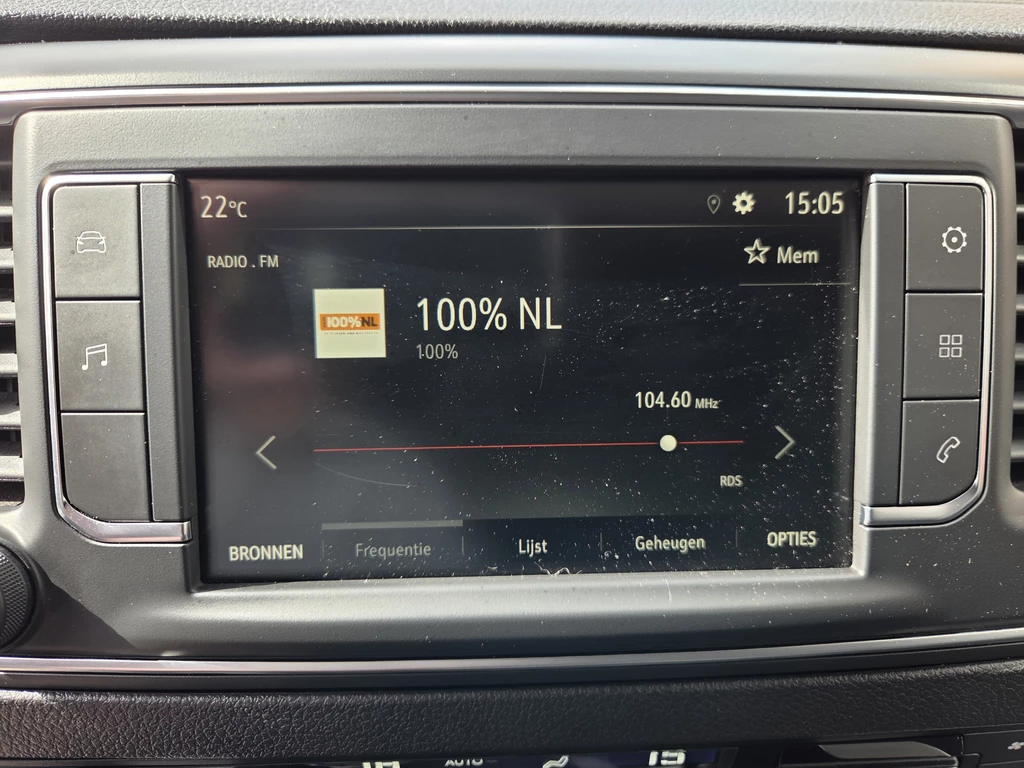 22°C
15:05
RADIO . FM
Mem
100%NL
100% NL
100%
104.60 MHz
RDS
BRONNEN
Frequentie
Lijst
Geheugen
OPTIES
AUTO